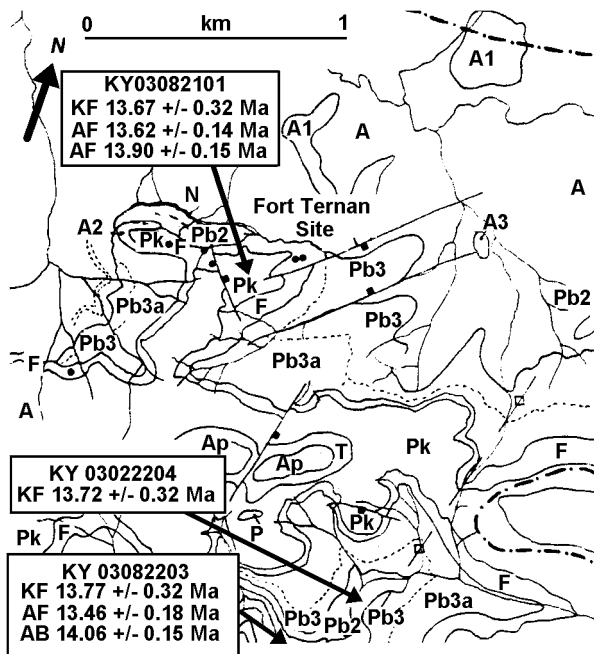 0 km 1
N
A1
KY03082101
KF 13.67 +/- 0.32 Ma
AF 13.62 +/- 0.14 Ma
AF 13.90 +/- 0.15 Ma
A1
A
A
N
Fort Ternan
Site
A2
Pk F
Pb2
A3
Pb3
Pk
F
Pb2
Pb3a
Pb3
Pb3
F
Pb3a
A
Ap
T
Pk
F
Ap
KY 03022204
KF 13.72 +/- 0.32 Ma
P
Pk
Pk
F
KY 03082203
KF 13.77 +/- 0.32 Ma
AF 13.46 +/- 0.18 Ma
AB 14.06 +/- 0.15 Ma
F
Pb3a
Pb3
Pb2
Pb3